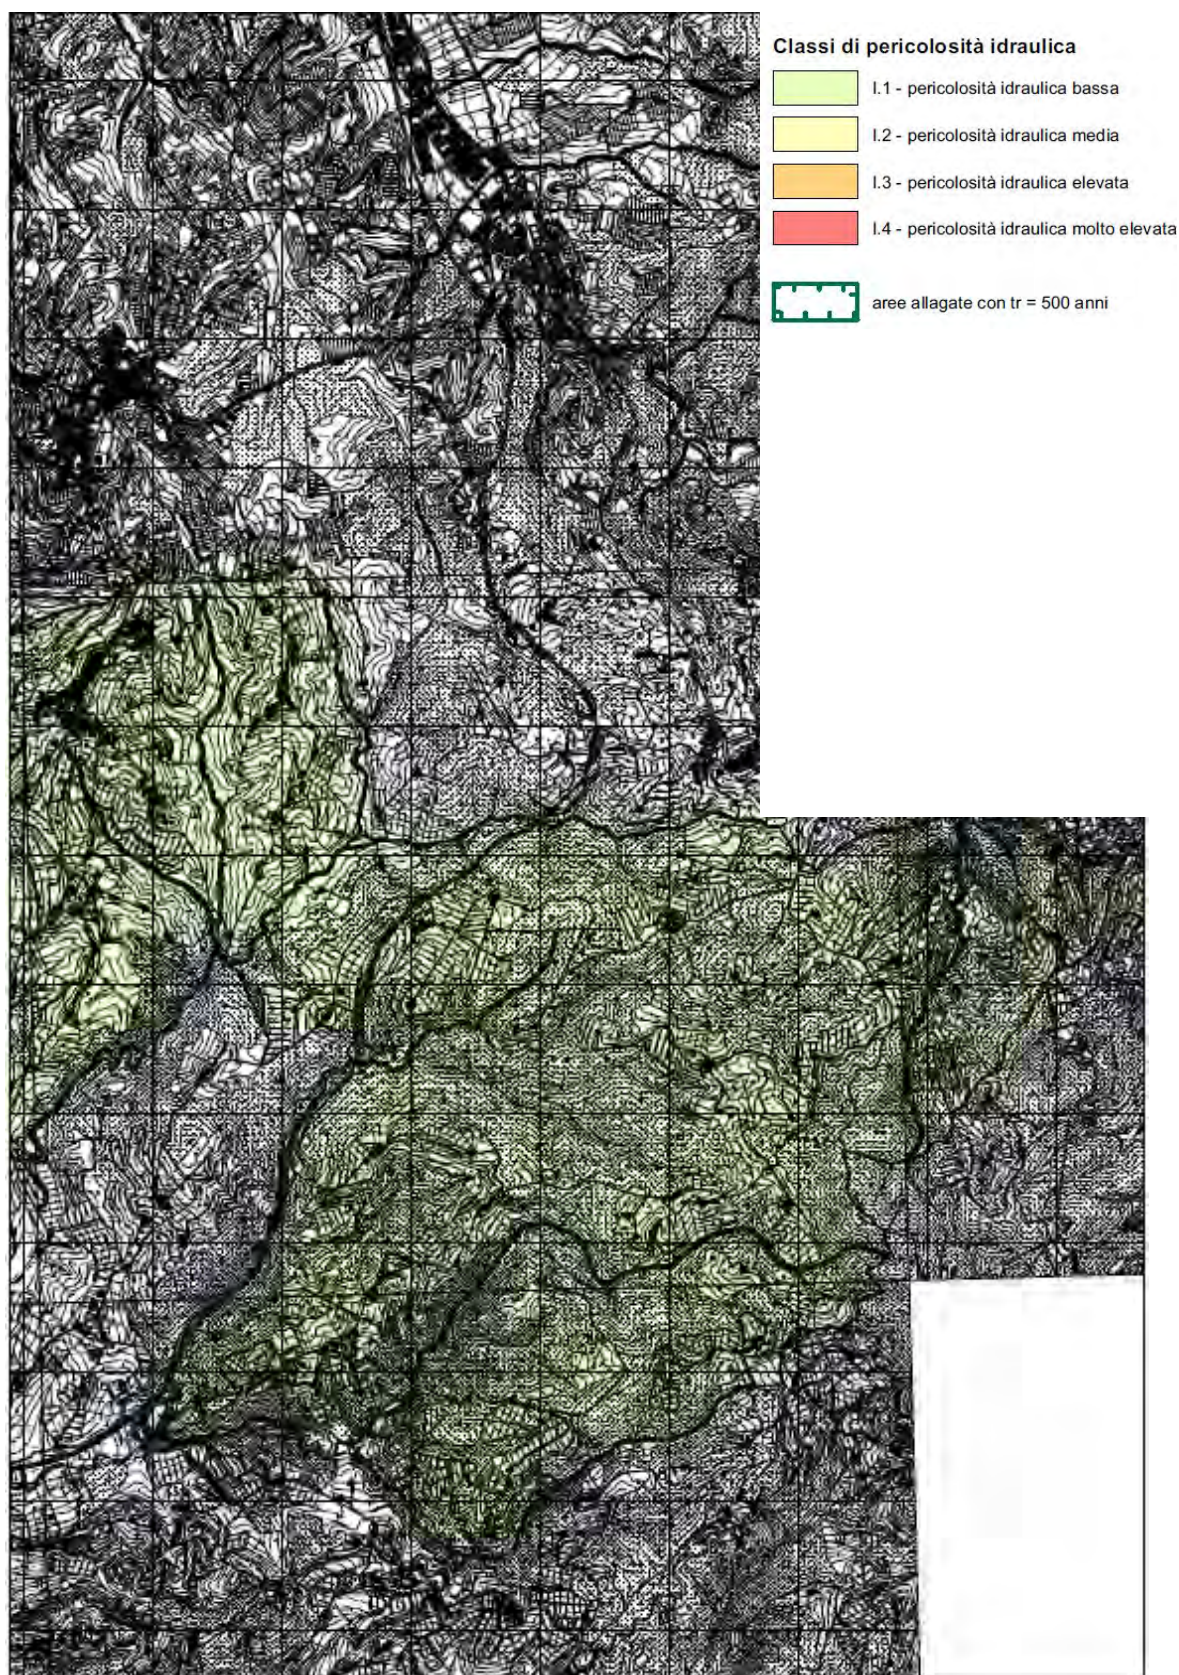 Classi di pericolosità idraulica
I.1 - pericolosità idraulica bassa
I.2 - pericolosità idraulica media
I.3 - pericolosità idraulica elevata
I.4 - pericolosità idraulica molto elevata
aree allagate con tr = 500 anni